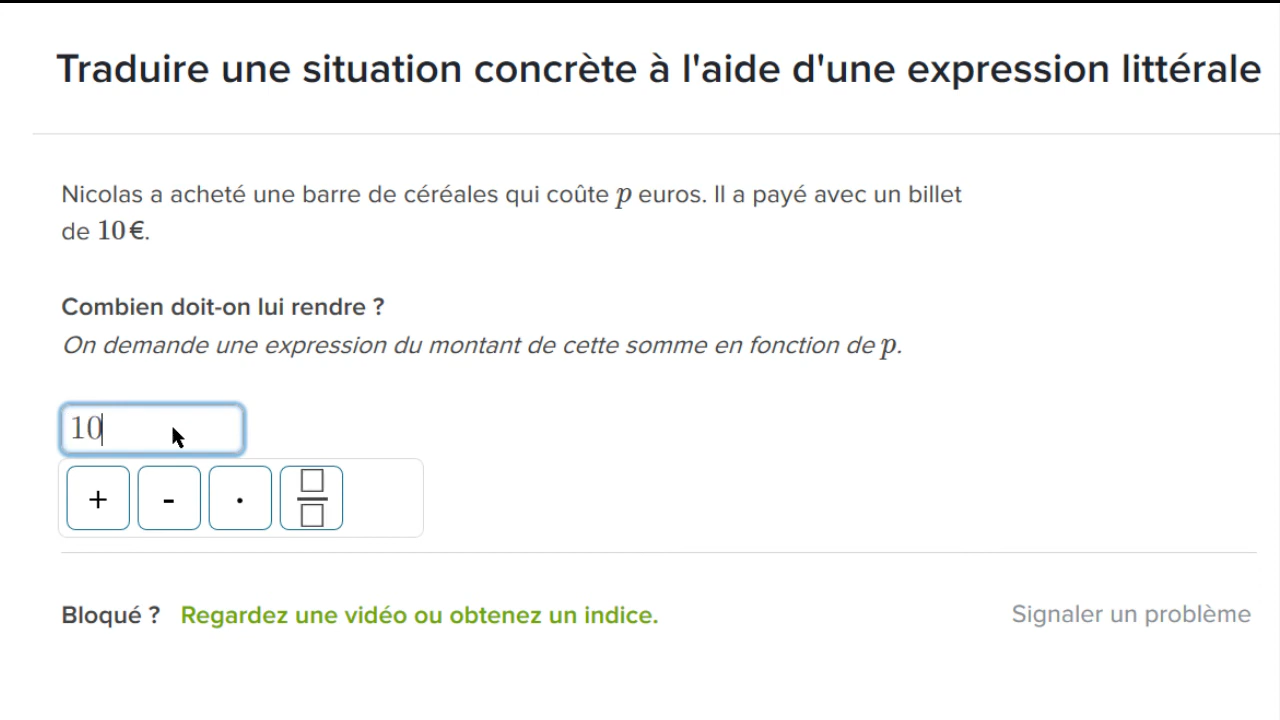 Traduire une situation concrète à l'aide d'une expression littérale
Nicolas a acheté une barre de céréales qui coûte p euros. Il a payé avec un billet
de 10 €.
Combien doit-on lui rendre ?
On demande une expression du montant de cette somme en fonction de p.
10
+ - ·
Bloqué ? Regardez une vidéo ou obtenez un indice. Signaler un problème